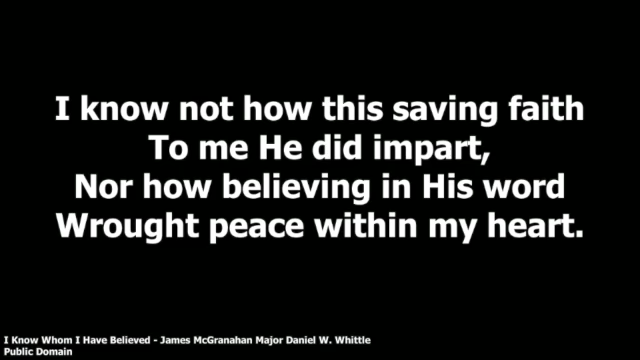 I know not how this saving faith
To me He did impart,
Nor how believing in His word
Wrought peace within my heart.
I Know Whom I Have Believed - James McGranahan Major Daniel W. Whittle
Public Domain